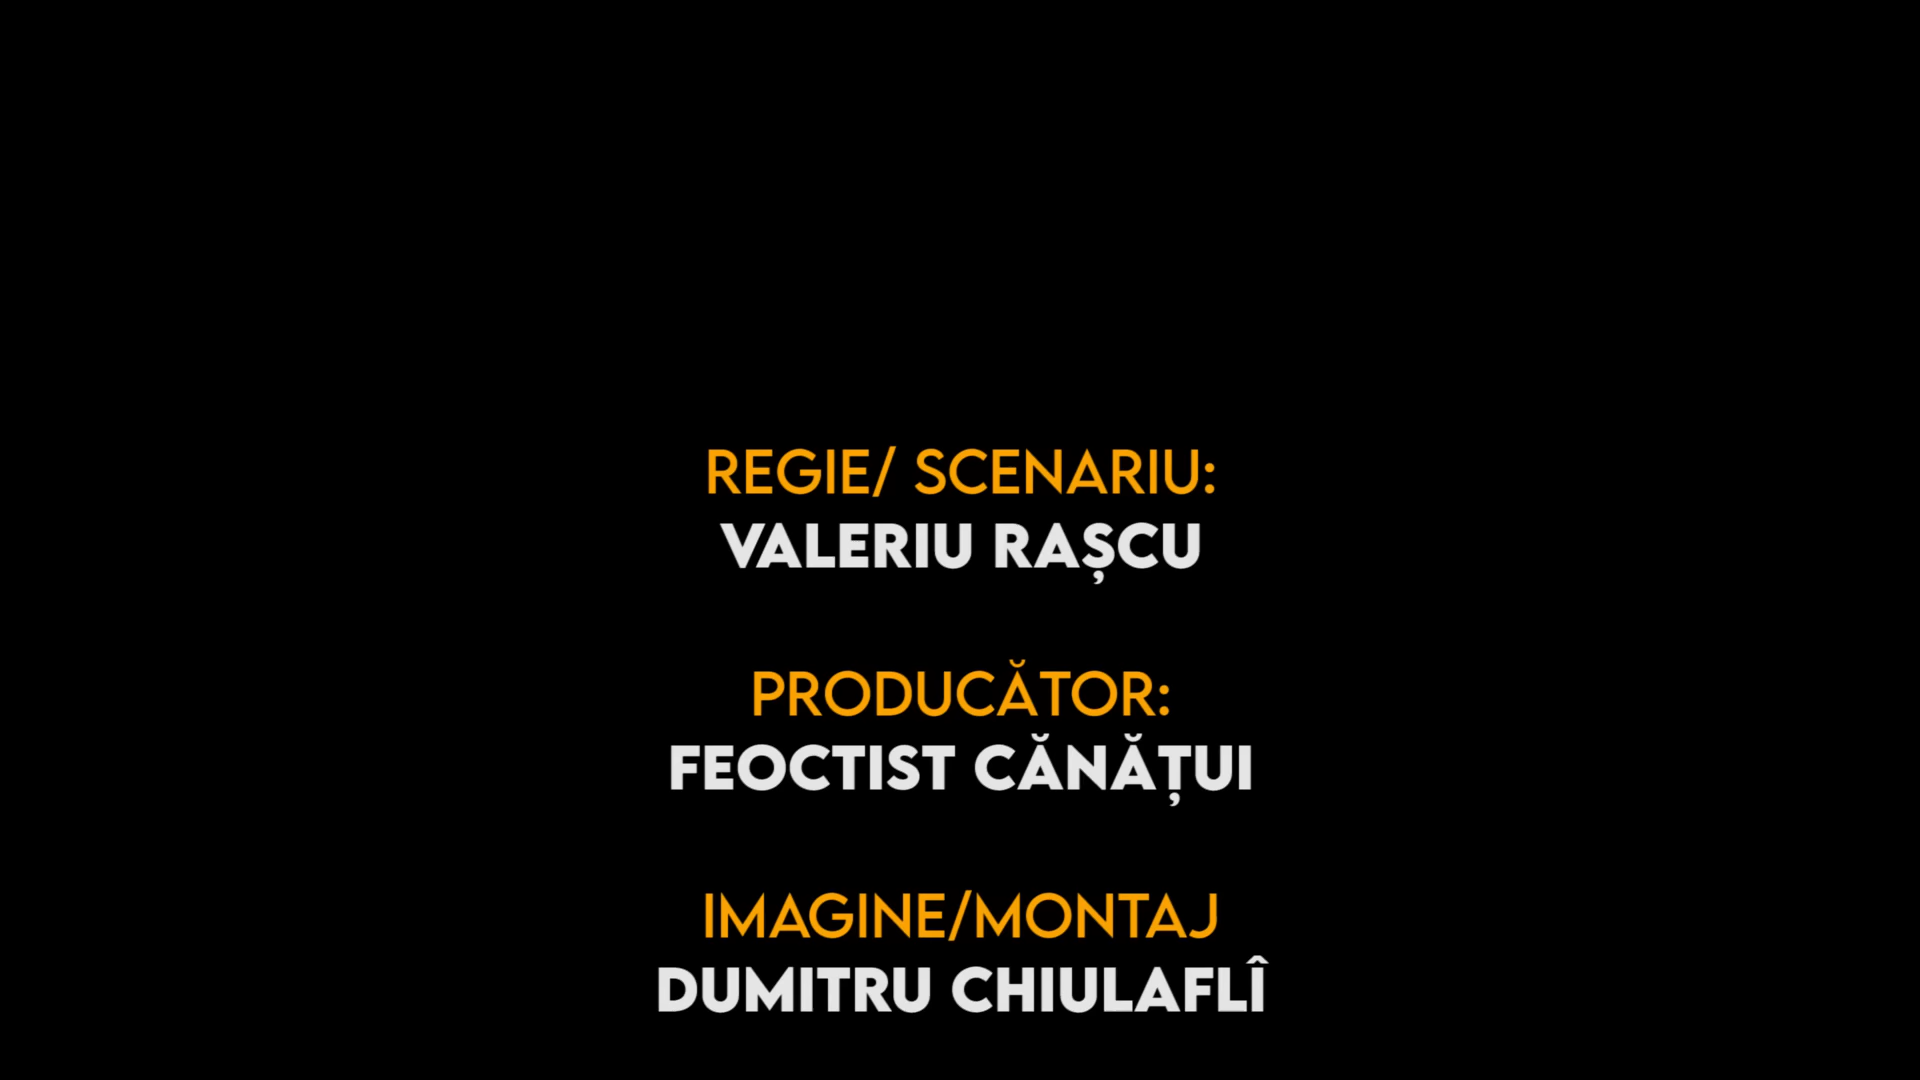 REGIE/ SCENARIU:
VALERIU RAȘCU
PRODUCĂTOR:
FEOCTIST CĂNĂȚUI
IMAGINE/MONTAJ
DUMITRU CHIULAFLÎ